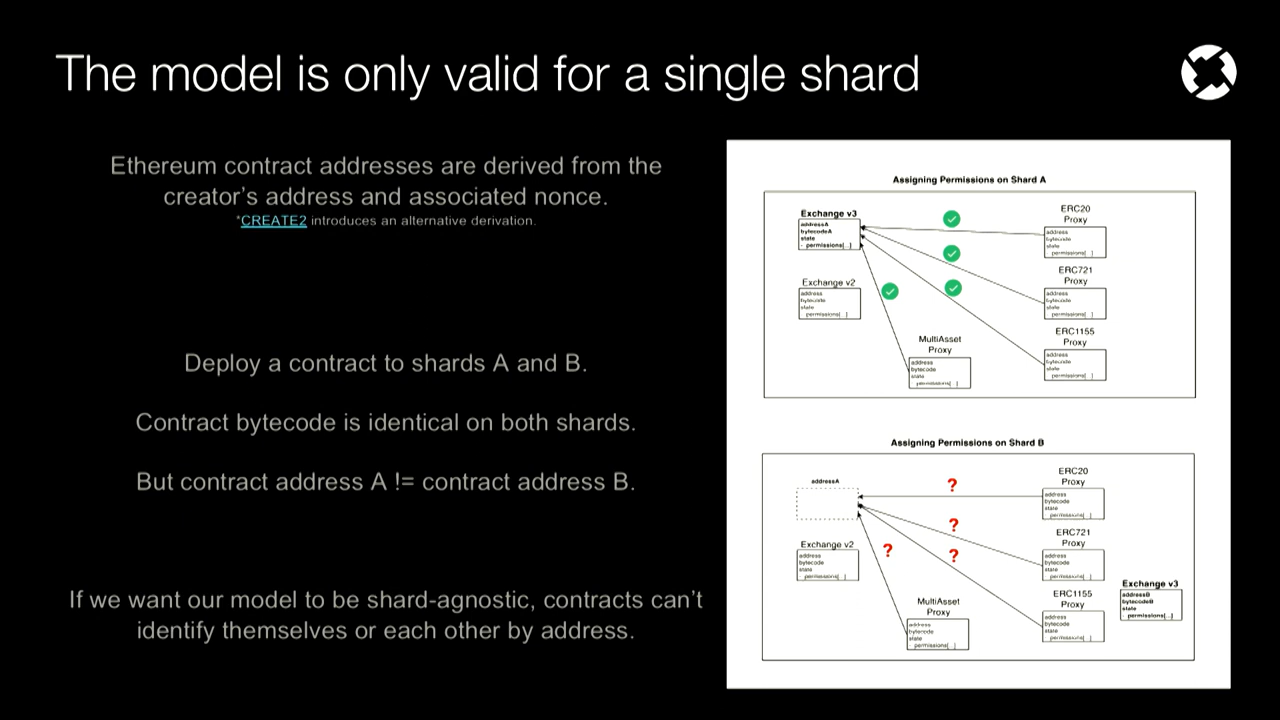 The model is only valid for a single shard
Ethereum contract addresses are derived from the
creator's address and associated nonce.
*CREATE2 introduces an alternative derivation.
Deploy a contract to shards A and B.
Contract bytecode is identical on both shards.
But contract address A != contract address B.
If we want our model to be shard-agnostic, contracts can't
identify themselves or each other by address.
Assigning Permissions on Shard A
Exchange v3
addressA
bytecodeA
state
- permissions[...]
ERC20
Proxy
address
bytecode
state
permissions[...]
ERC721
Proxy
address
bytecode
state
permissions[...]
Exchange v2
address
bytecode
state
permissions[...]
ERC1155
Proxy
address
bytecode
state
permissions[...]
MultiAsset
Proxy
address
bytecode
state
permissions[...]
Assigning Permissions on Shard B
addressA
?
?
?
?
ERC20
Proxy
address
bytecode
state
permissions[...]
ERC721
Proxy
address
bytecode
state
permissions[...]
Exchange v2
address
bytecode
state
- permissions[...]
Exchange v3
addressB
bytecodeB
state
- permissions[...]
ERC1155
Proxy
address
bytecode
state
permissions[...]
MultiAsset
Proxy
address
bytecode
state
- permissions[...]